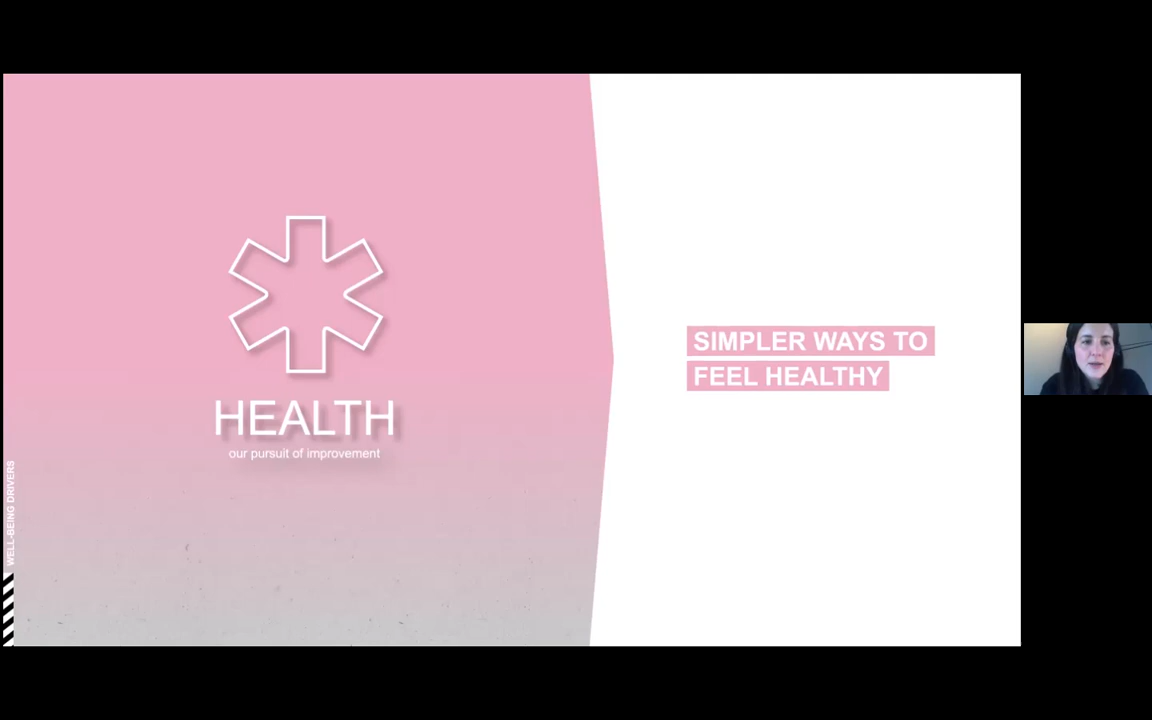 HEALTH
our pursuit of improvement
SIMPLER WAYS TO
FEEL HEALTHY
WELL-BEING DRIVERS